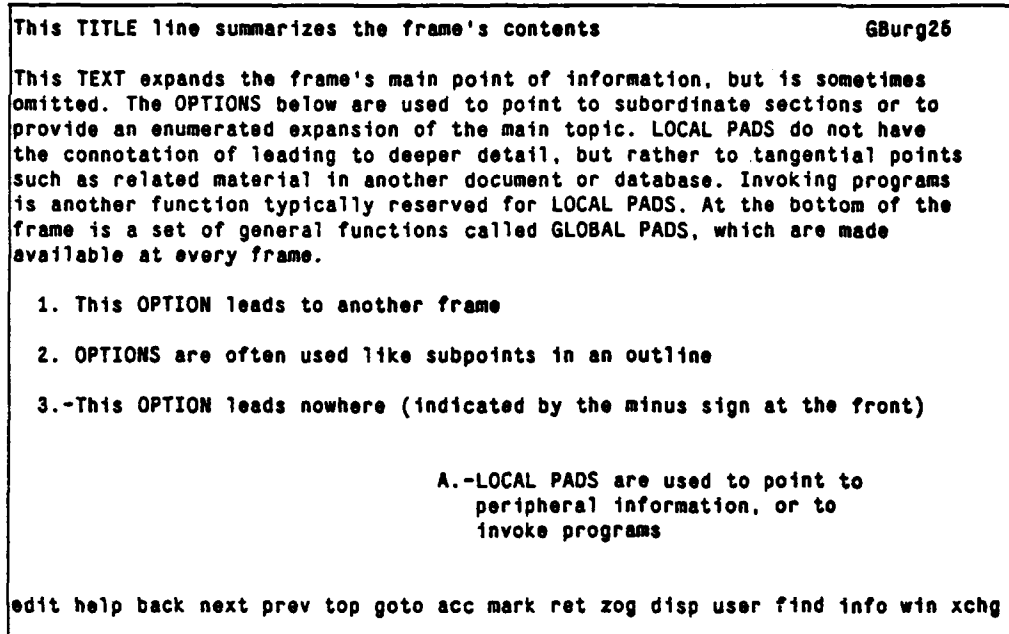 This TITLE line summarizes the frame's contents GBurg26
This TEXT expands the frame's main point of information, but is sometimes
omitted. The OPTIONS below are used to point to subordinate sections or to
provide an enumerated expansion of the main topic. LOCAL PADS do not have
the connotation of leading to deeper detail, but rather to tangential points
such as related material in another document or database. Invoking programs
is another function typically reserved for LOCAL PADS. At the bottom of the
frame is a set of general functions called GLOBAL PADS, which are made
available at every frame.
1. This OPTION leads to another frame
2. OPTIONS are often used like subpoints in an outline
3.-This OPTION leads nowhere (indicated by the minus sign at the front)
A.-LOCAL PADS are used to point to
peripheral information, or to
invoke programs
edit help back next prev top goto acc mark ret zog disp user find info win xchg